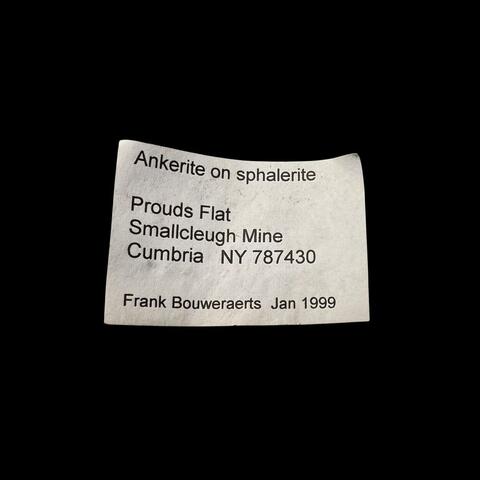 Ankerite on sphalerite
Prouds Flat
Smallcleugh Mine
Cumbria NY 787430
Frank Bouweraerts Jan 1999